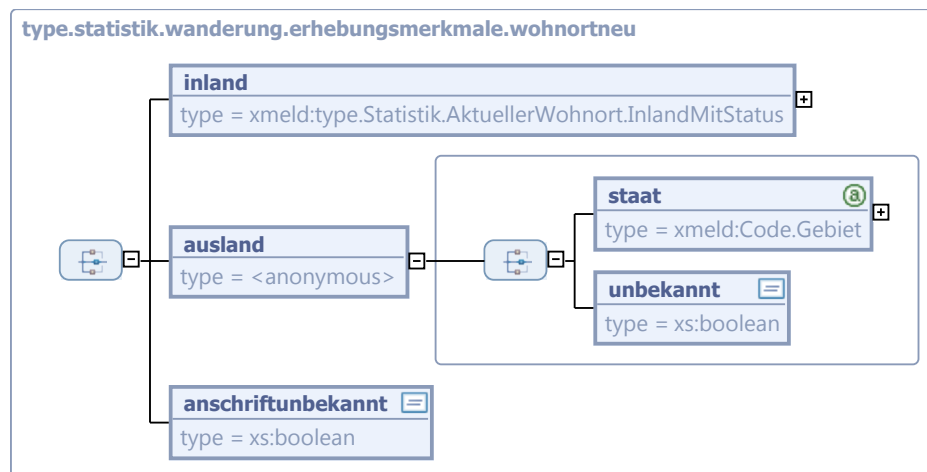 type.statistik.wanderung.erhebungsmerkmale.wohnortneu
inland
type = xmeld:type.Statistik.AktuellerWohnort.InlandMitStatus
staat
type = xmeld:Code.Gebiet
ausland
type = <anonymous>
unbekannt
type = xs:boolean
anschriftunbekannt
type = xs:boolean